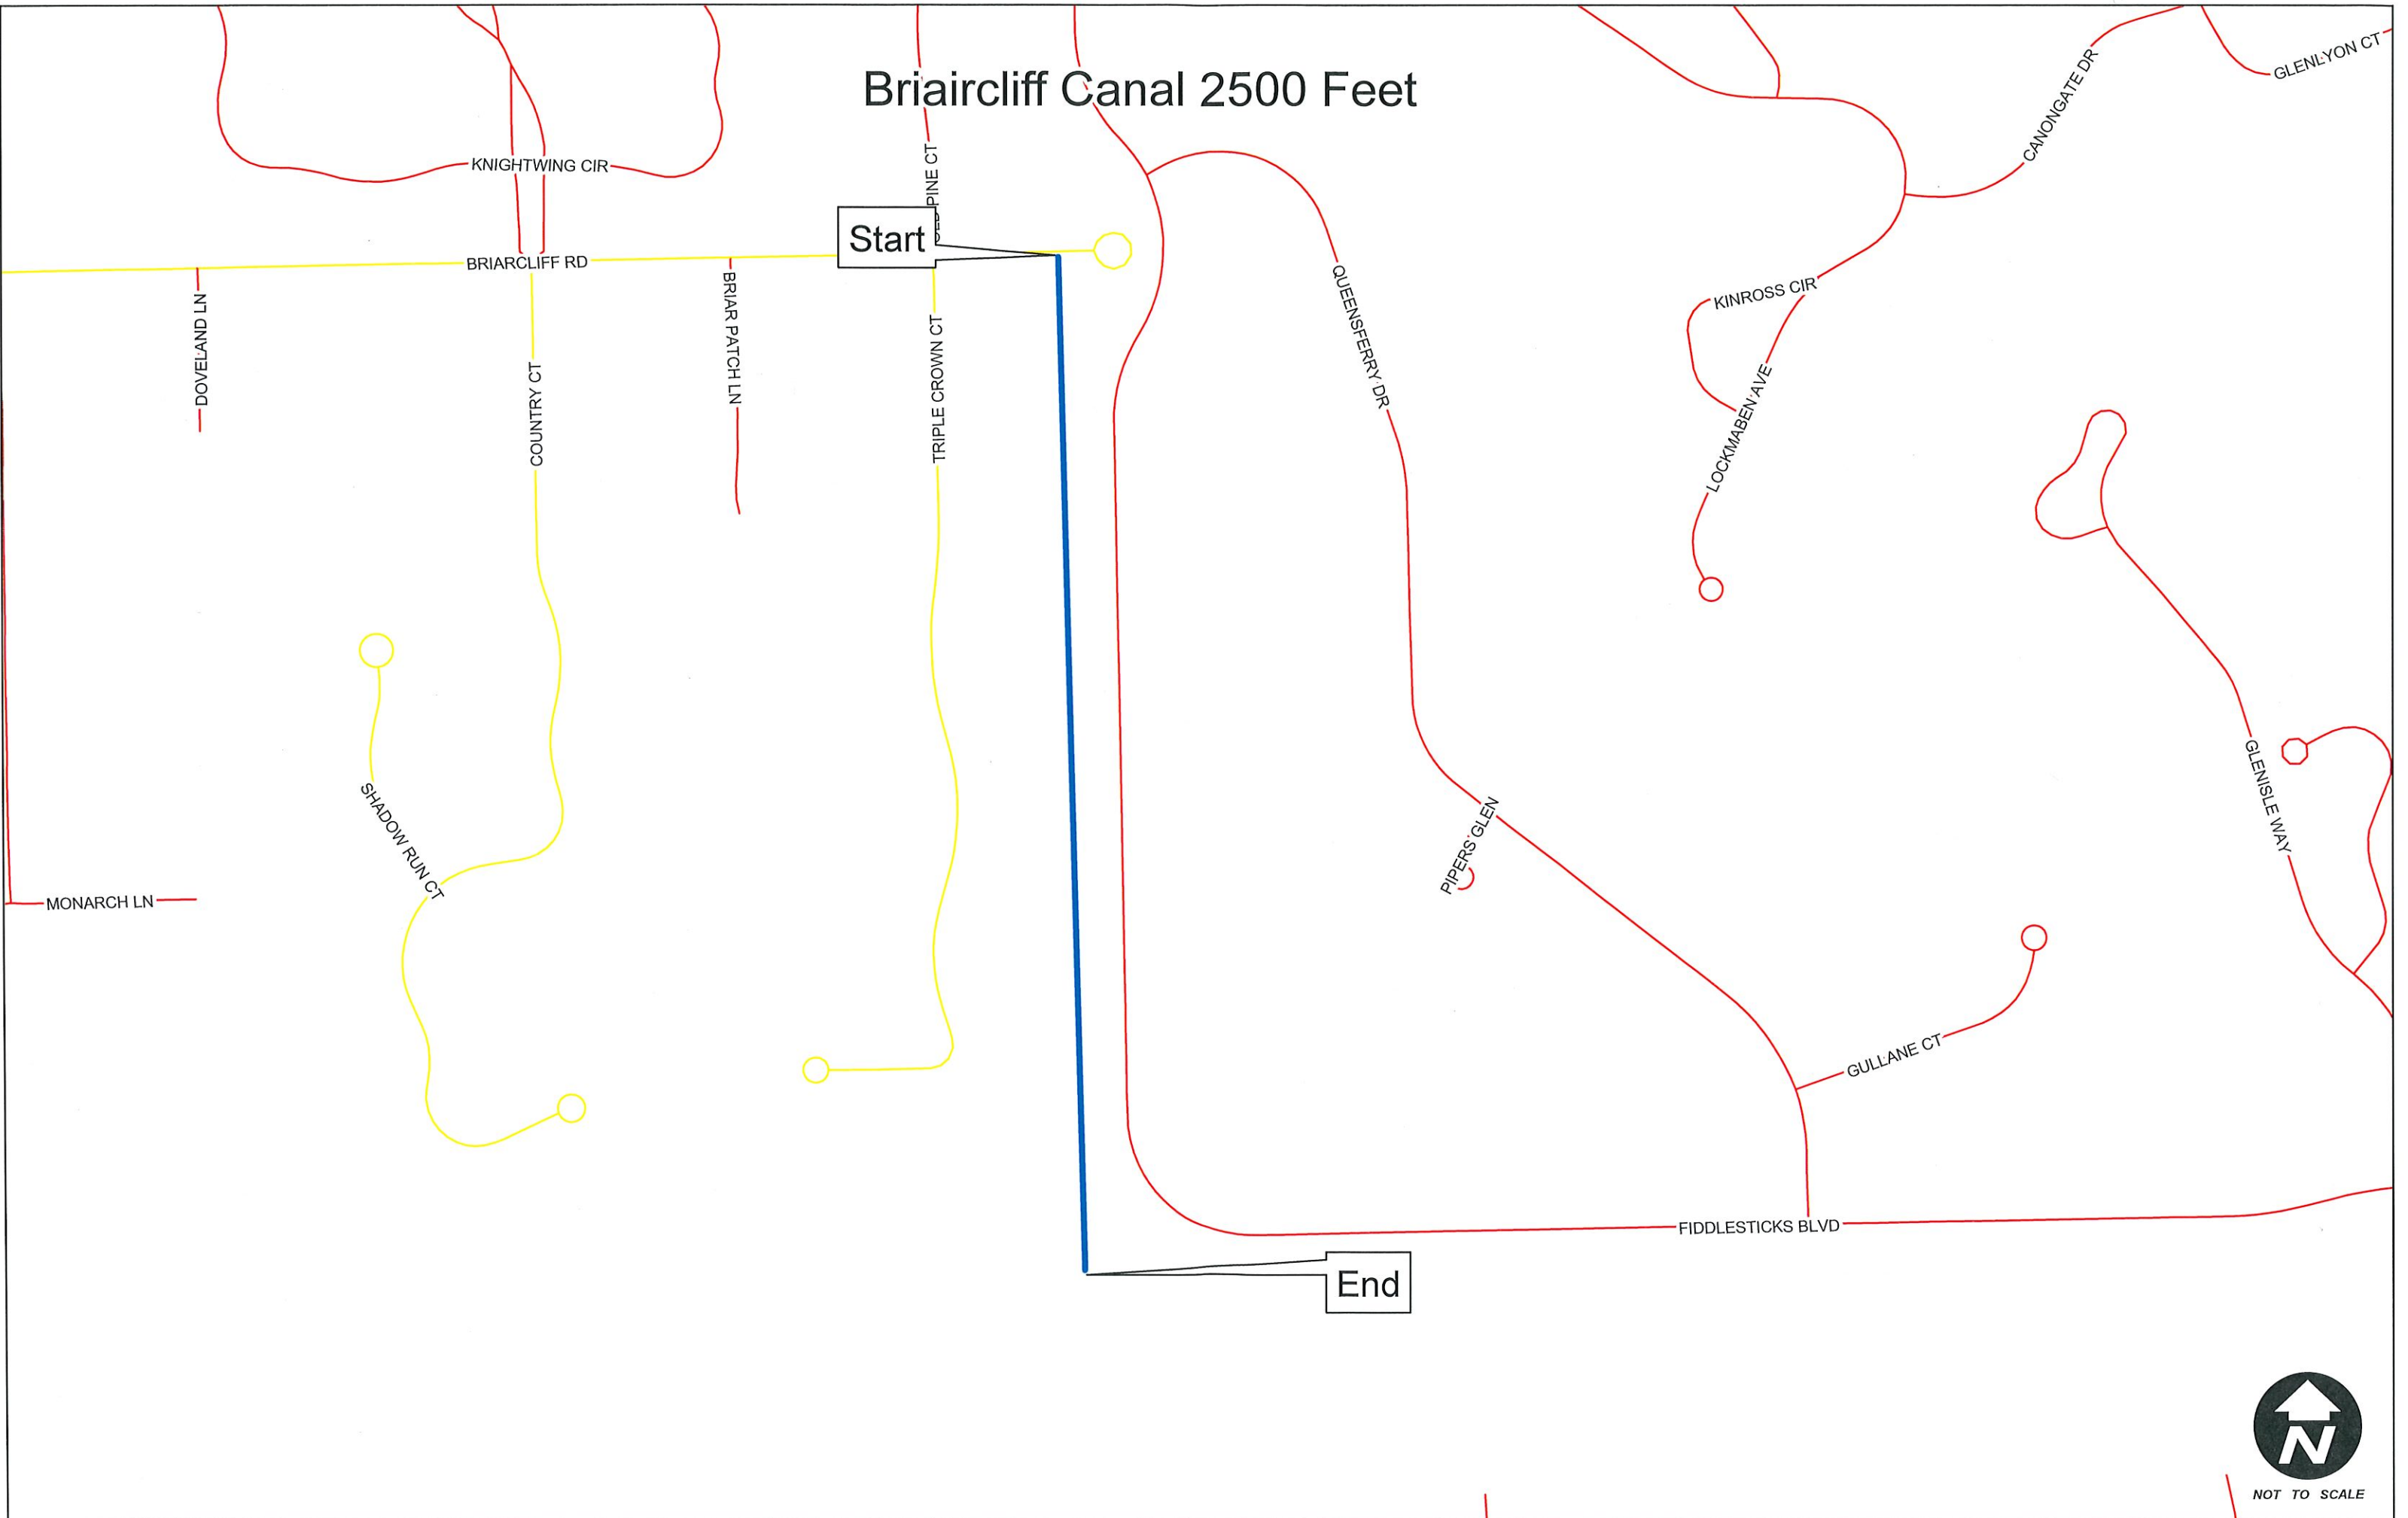 GLENLYON CT
CANONGATE DR
Briaircliff Canal 2500 Feet
KNIGHTWING CIR
PINE CT
Start
BRIARCLIFF RD
DOVELAND LN
COUNTRY CT
BRIAR PATCH LN
TRIPLE CROWN CT
QUEENSFERRY DR
KINROSS CIR
LOCKMABEN AVE
GLENISLE WAY
SHADOW RUN CT
PIPERS GLEN
MONARCH LN
GULLANE CT
FIDDLESTICKS BLVD
End
N
NOT TO SCALE